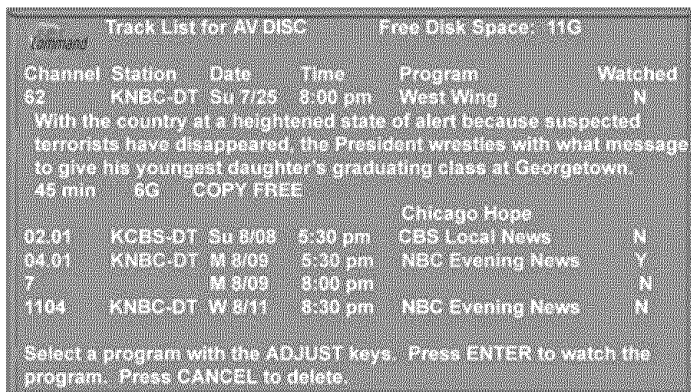 Track List for AV DISC Free Disk Space: 11G
Command
Channel Station Date Time Program Watched
62 KNBC-DT Su 7/25 8:00 pm West Wing N
With the country at a heightened state of alert because suspected
terrorists have disappeared, the President wrestles with what message
to give his youngest daughter's graduating class at Georgetown.
45 min 6G COPY FREE
Chicago Hope
02.01 KCBS-DT Su 8/08 5:30 pm CBS Local News N
04.01 KNBC-DT M 8/09 5:30 pm NBC Evening News Y
7 M 8/09 8:00 pm N
1104 KNBC-DT W 8/11 8:30 pm NBC Evening News N
Select a program with the ADJUST keys. Press ENTER to watch the
program. Press CANCEL to delete.